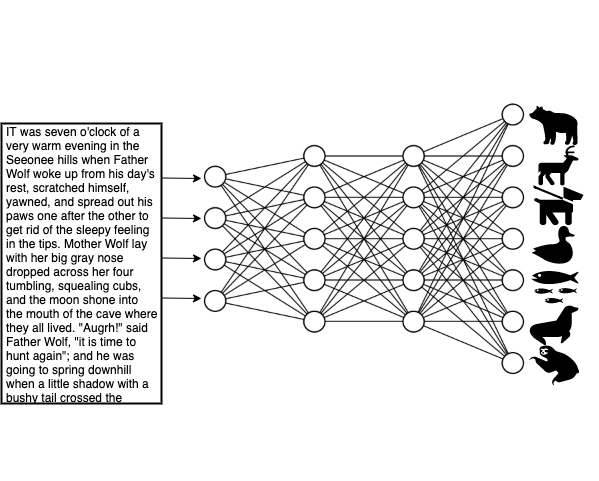 IT was seven o'clock of a
very warm evening in the
Seeonee hills when Father
Wolf woke up from his day's
rest, scratched himself,
yawned, and spread out his
paws one after the other to
get rid of the sleepy feeling
in the tips. Mother Wolf lay
with her big gray nose
dropped across her four
tumbling, squealing cubs,
and the moon shone into
the mouth of the cave where
they all lived. "Augrh!" said
Father Wolf, "it is time to
hunt again"; and he was
going to spring downhill
when a little shadow with a
bushy tail crossed the